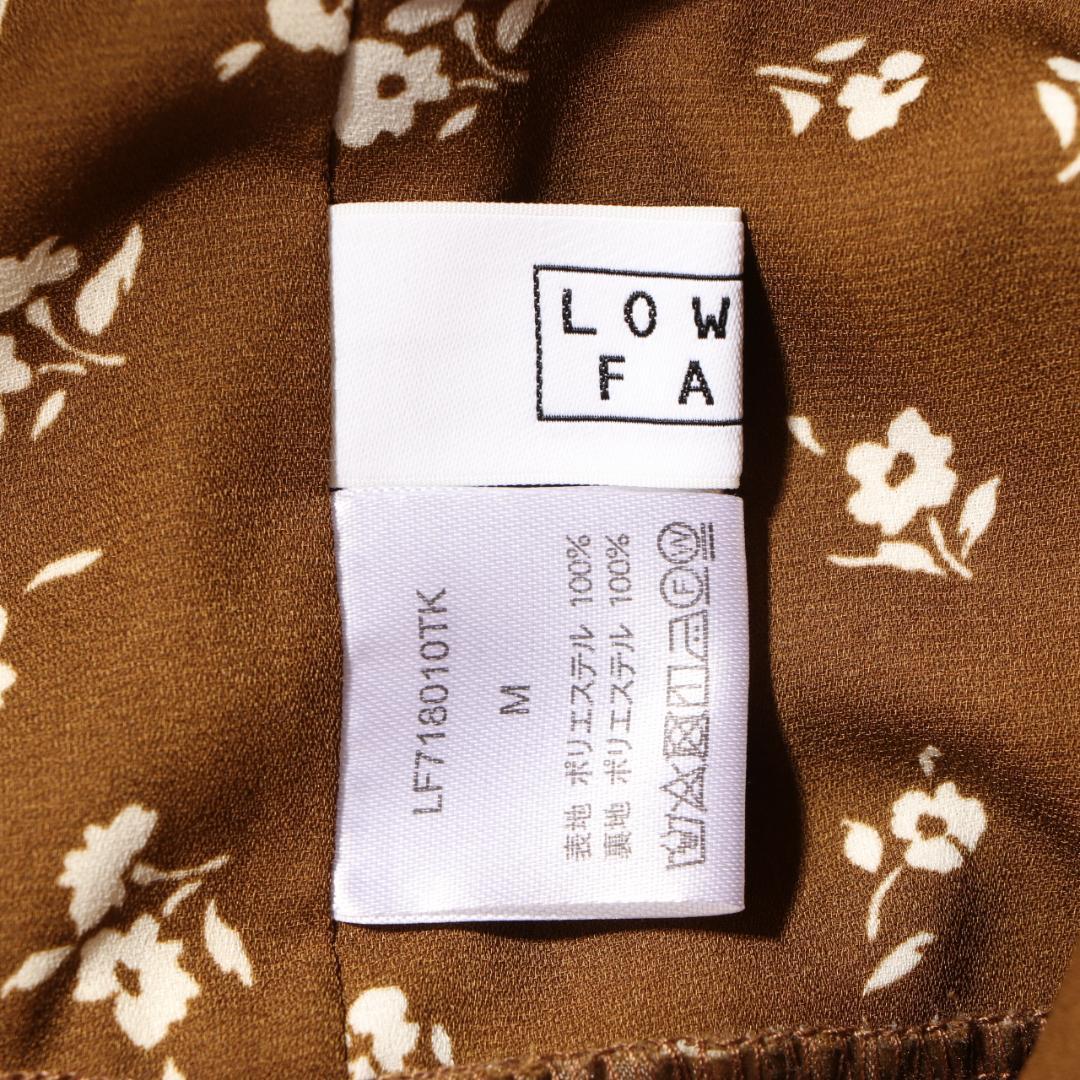 LOW
FA
LF718010TK
M
表地 ポリエステル 100%
裏地 ポリエステル 100%
F W